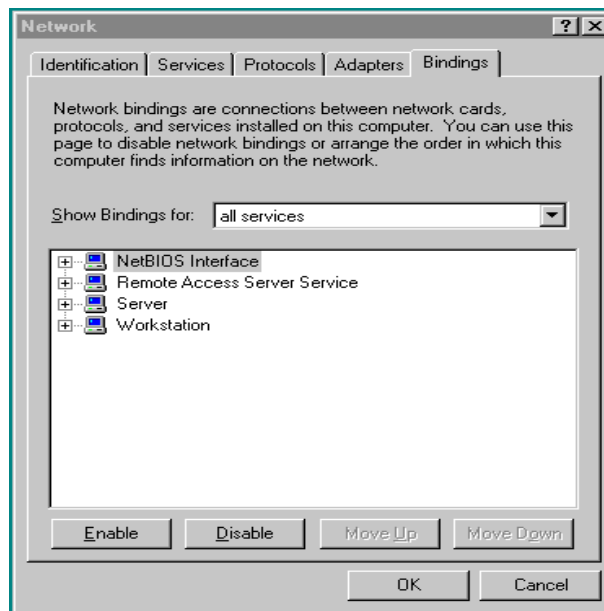 Network
Identification Services Protocols Adapters Bindings
Network bindings are connections between network cards,
protocols, and services installed on this computer. You can use this
page to disable network bindings or arrange the order in which this
computer finds information on the network.
Show Bindings for: all services
NetBIOS Interface
Remote Access Server Service
Server
Workstation
Enable Disable Move Up Move Down
OK Cancel